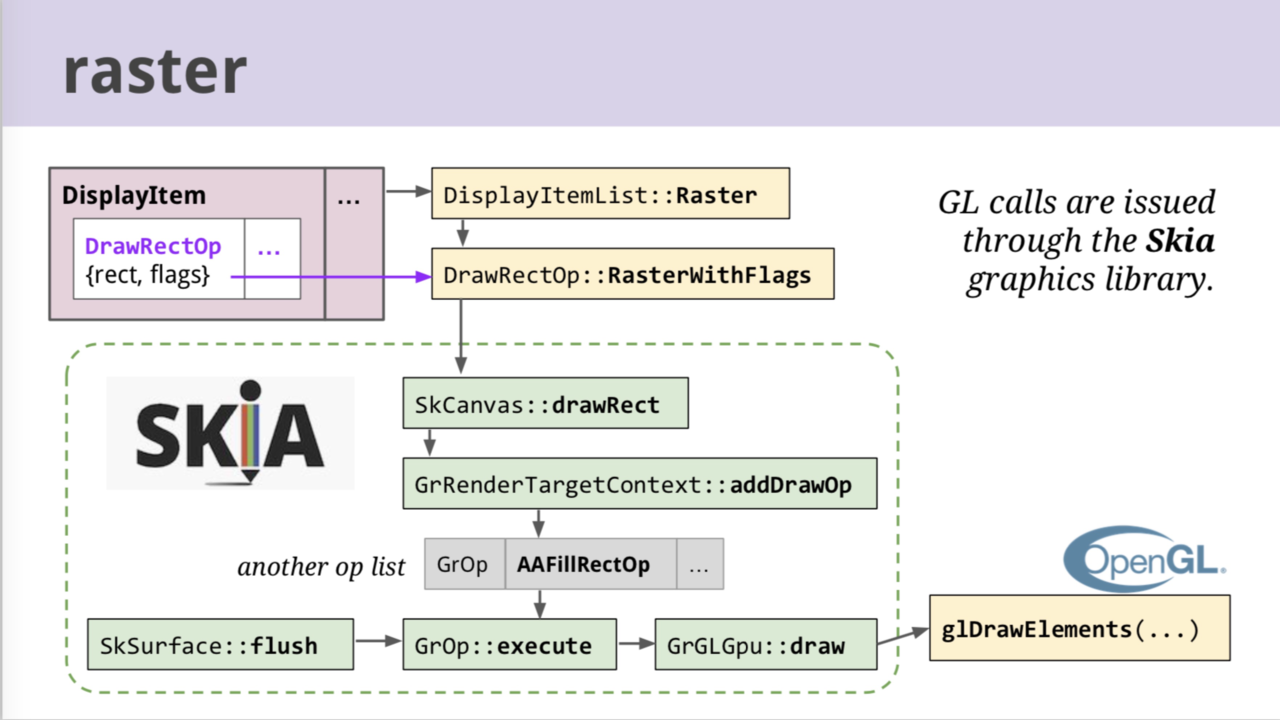 raster
DisplayItem
...
DrawRectOp
...
{rect, flags}
DisplayItemList::Raster
DrawRectOp::RasterWithFlags
GL calls are issued
through the Skia
graphics library.
SKiA
SkCanvas::drawRect
GrRenderTargetContext::addDrawOp
another op list
GrOp
AAFillRectOp
...
SkSurface::flush
GrOp::execute
GrGLGpu::draw
OpenGL®
glDrawElements(...)